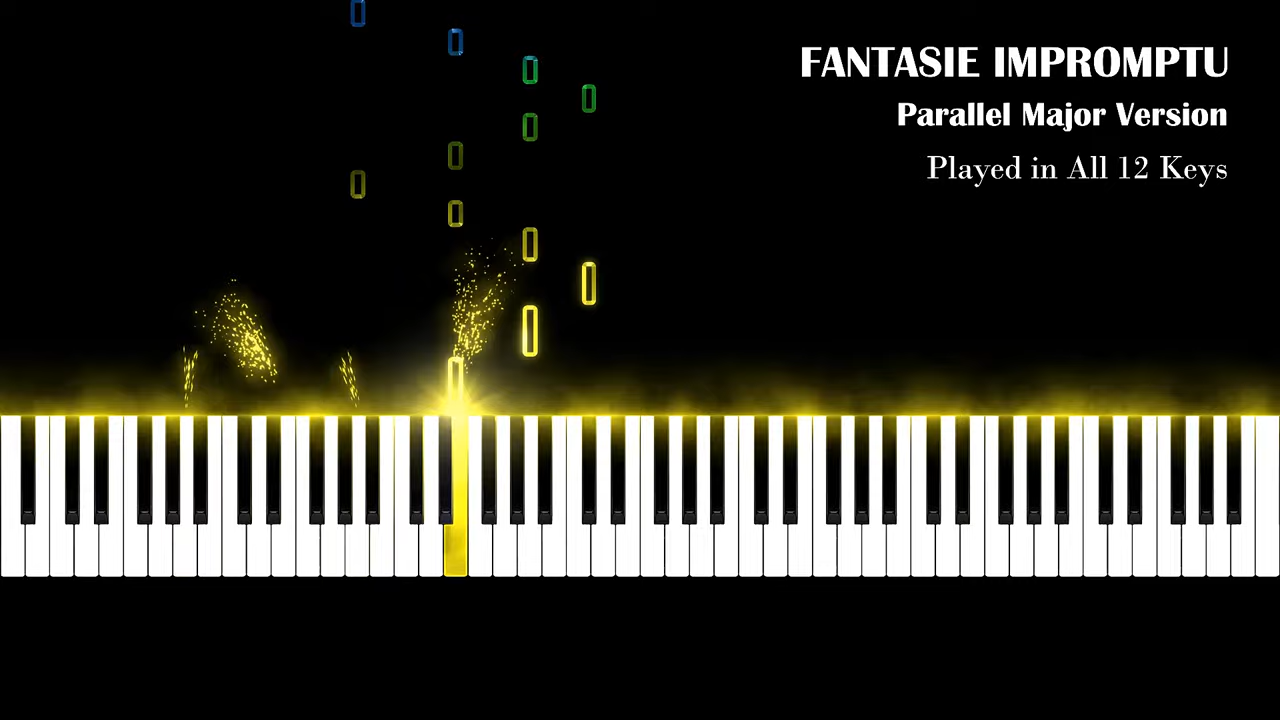 FANTASIE IMPROMPTU
Parallel Major Version
Played in All 12 Keys